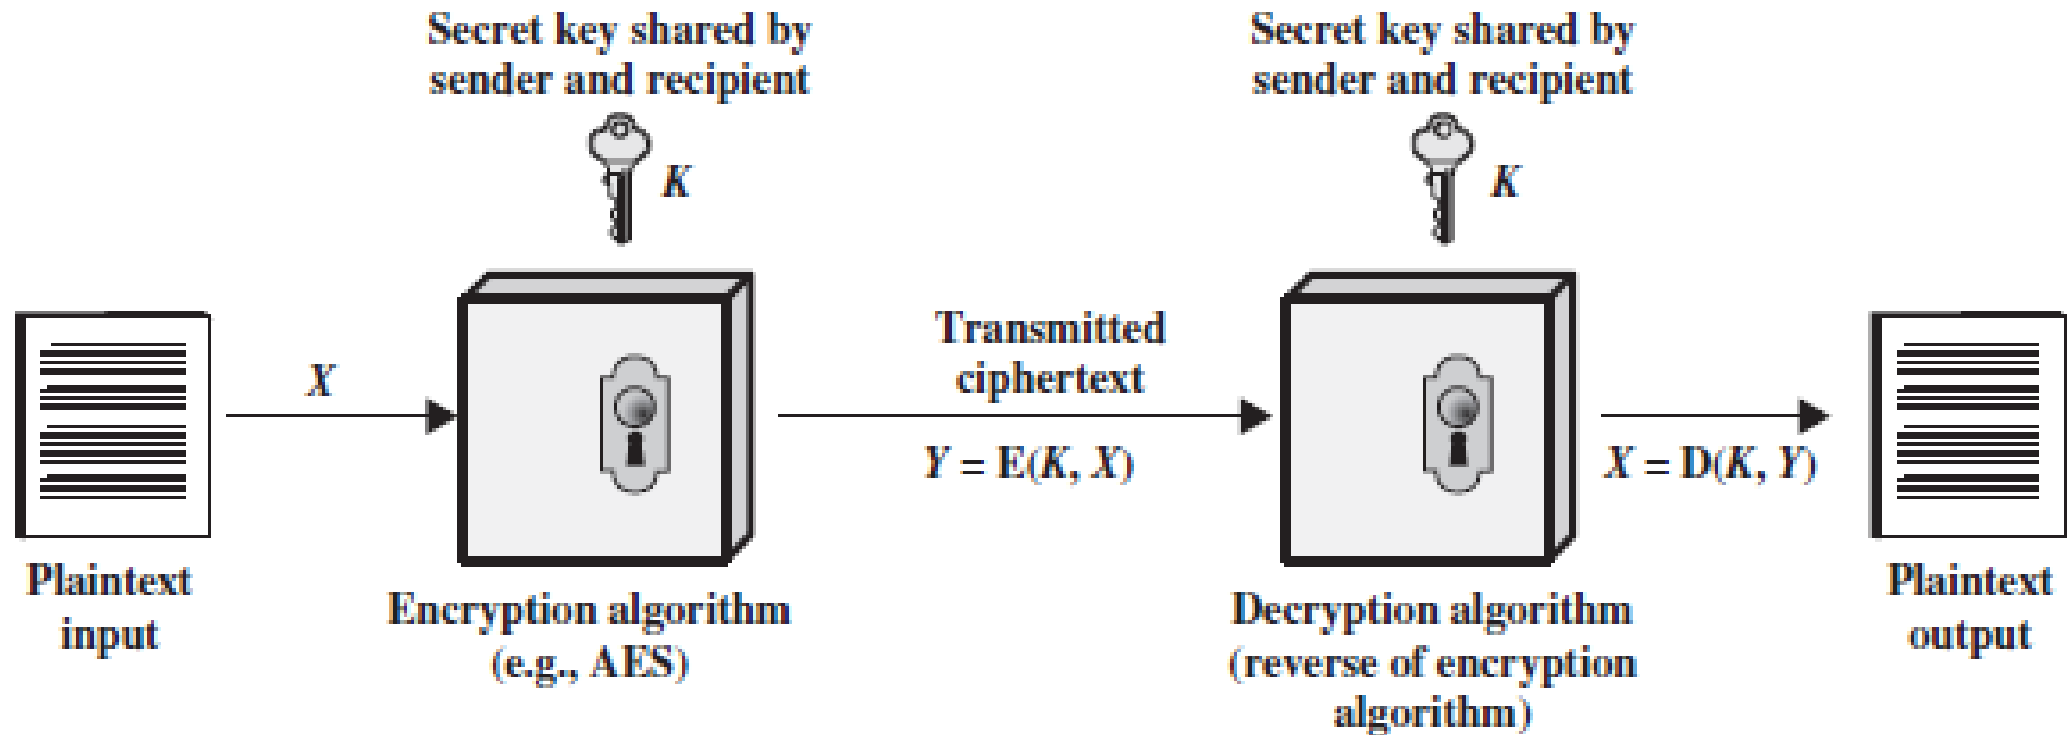 Secret key shared by
sender and recipient
K
Secret key shared by
sender and recipient
K
X
Transmitted
ciphertext
Y = E(K, X)
X = D(K, Y)
Plaintext
input
Encryption algorithm
(e.g., AES)
Decryption algorithm
(reverse of encryption
algorithm)
Plaintext
output